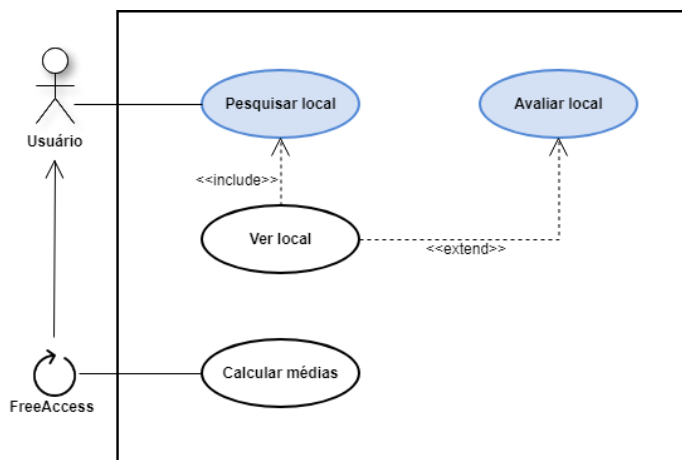 Pesquisar local
Avaliar local
Usuário
<<include>>
Ver local
<<extend>>
Calcular médias
FreeAccess